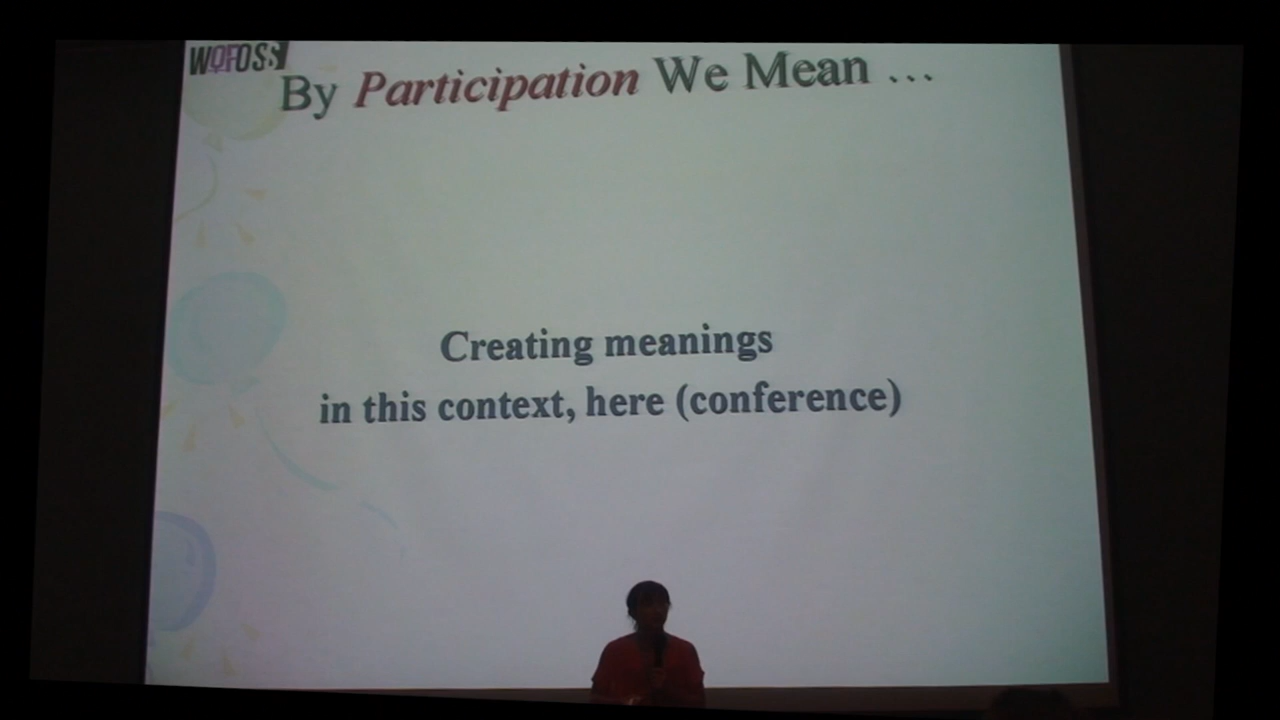 WOFOSS
By Participation We Mean ...
Creating meanings
in this context, here (conference)